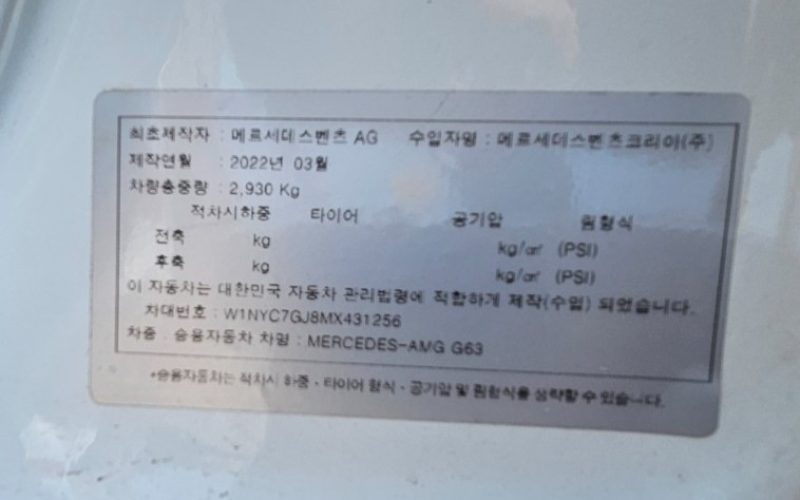 최초제작자 : 메르세데스벤츠 AG 수입자명 : 메르세데스벤츠코리아(주)
제작연월 : 2022년 03월
차량총중량 : 2,930 Kg
적차시하중 타이어 공기압 림형식
전축 kg kg/㎠ (PSI)
후축 kg kg/㎠ (PSI)
이 자동차는 대한민국 자동차 관리법령에 적합하게 제작(수입) 되었습니다.
차대번호 : W1NYC7GJ8MX431256
차종 : 승용자동차 차명 : MERCEDES-AMG G63
*승용자동차는 적차시 하중·타이어 형식·공기압 및 림형식을 생략할 수 있습니다.